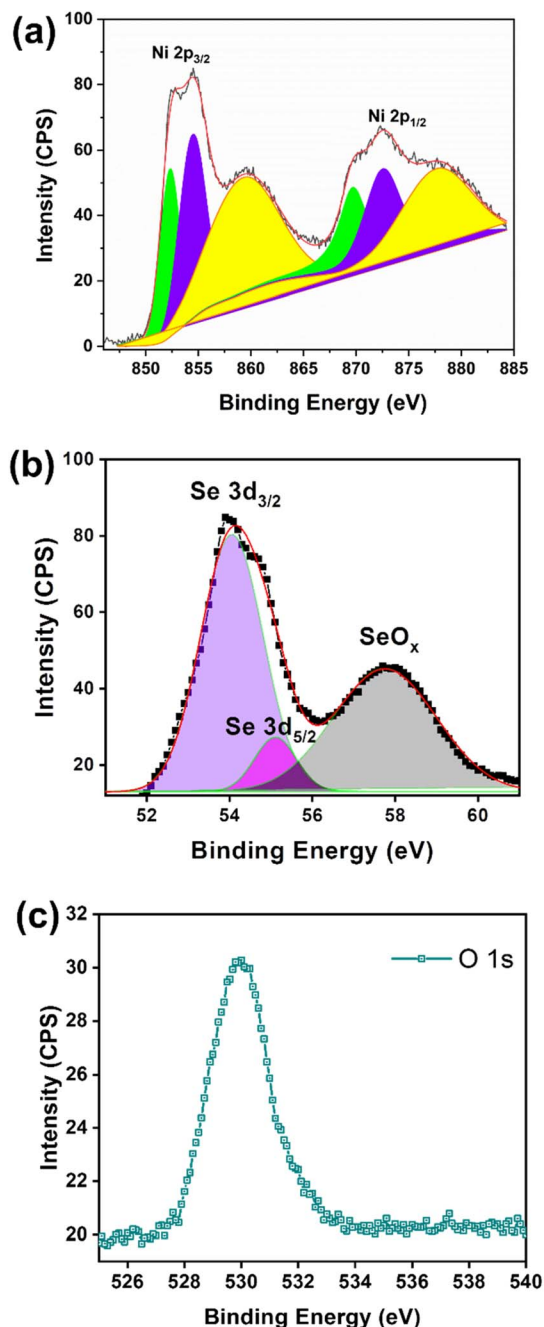 (a)
Ni 2p3/2
Ni 2p1/2
Intensity (CPS)
100
80
60
40
20
0
850 855 860 865 870 875 880 885
Binding Energy (eV)
(b)
Se 3d3/2
SeOx
Se 3d5/2
Intensity (CPS)
100
80
60
40
20
52 54 56 58 60
Binding Energy (eV)
(c)
O 1s
Intensity (CPS)
32
30
28
26
24
22
20
526 528 530 532 534 536 538 540
Binding Energy (eV)